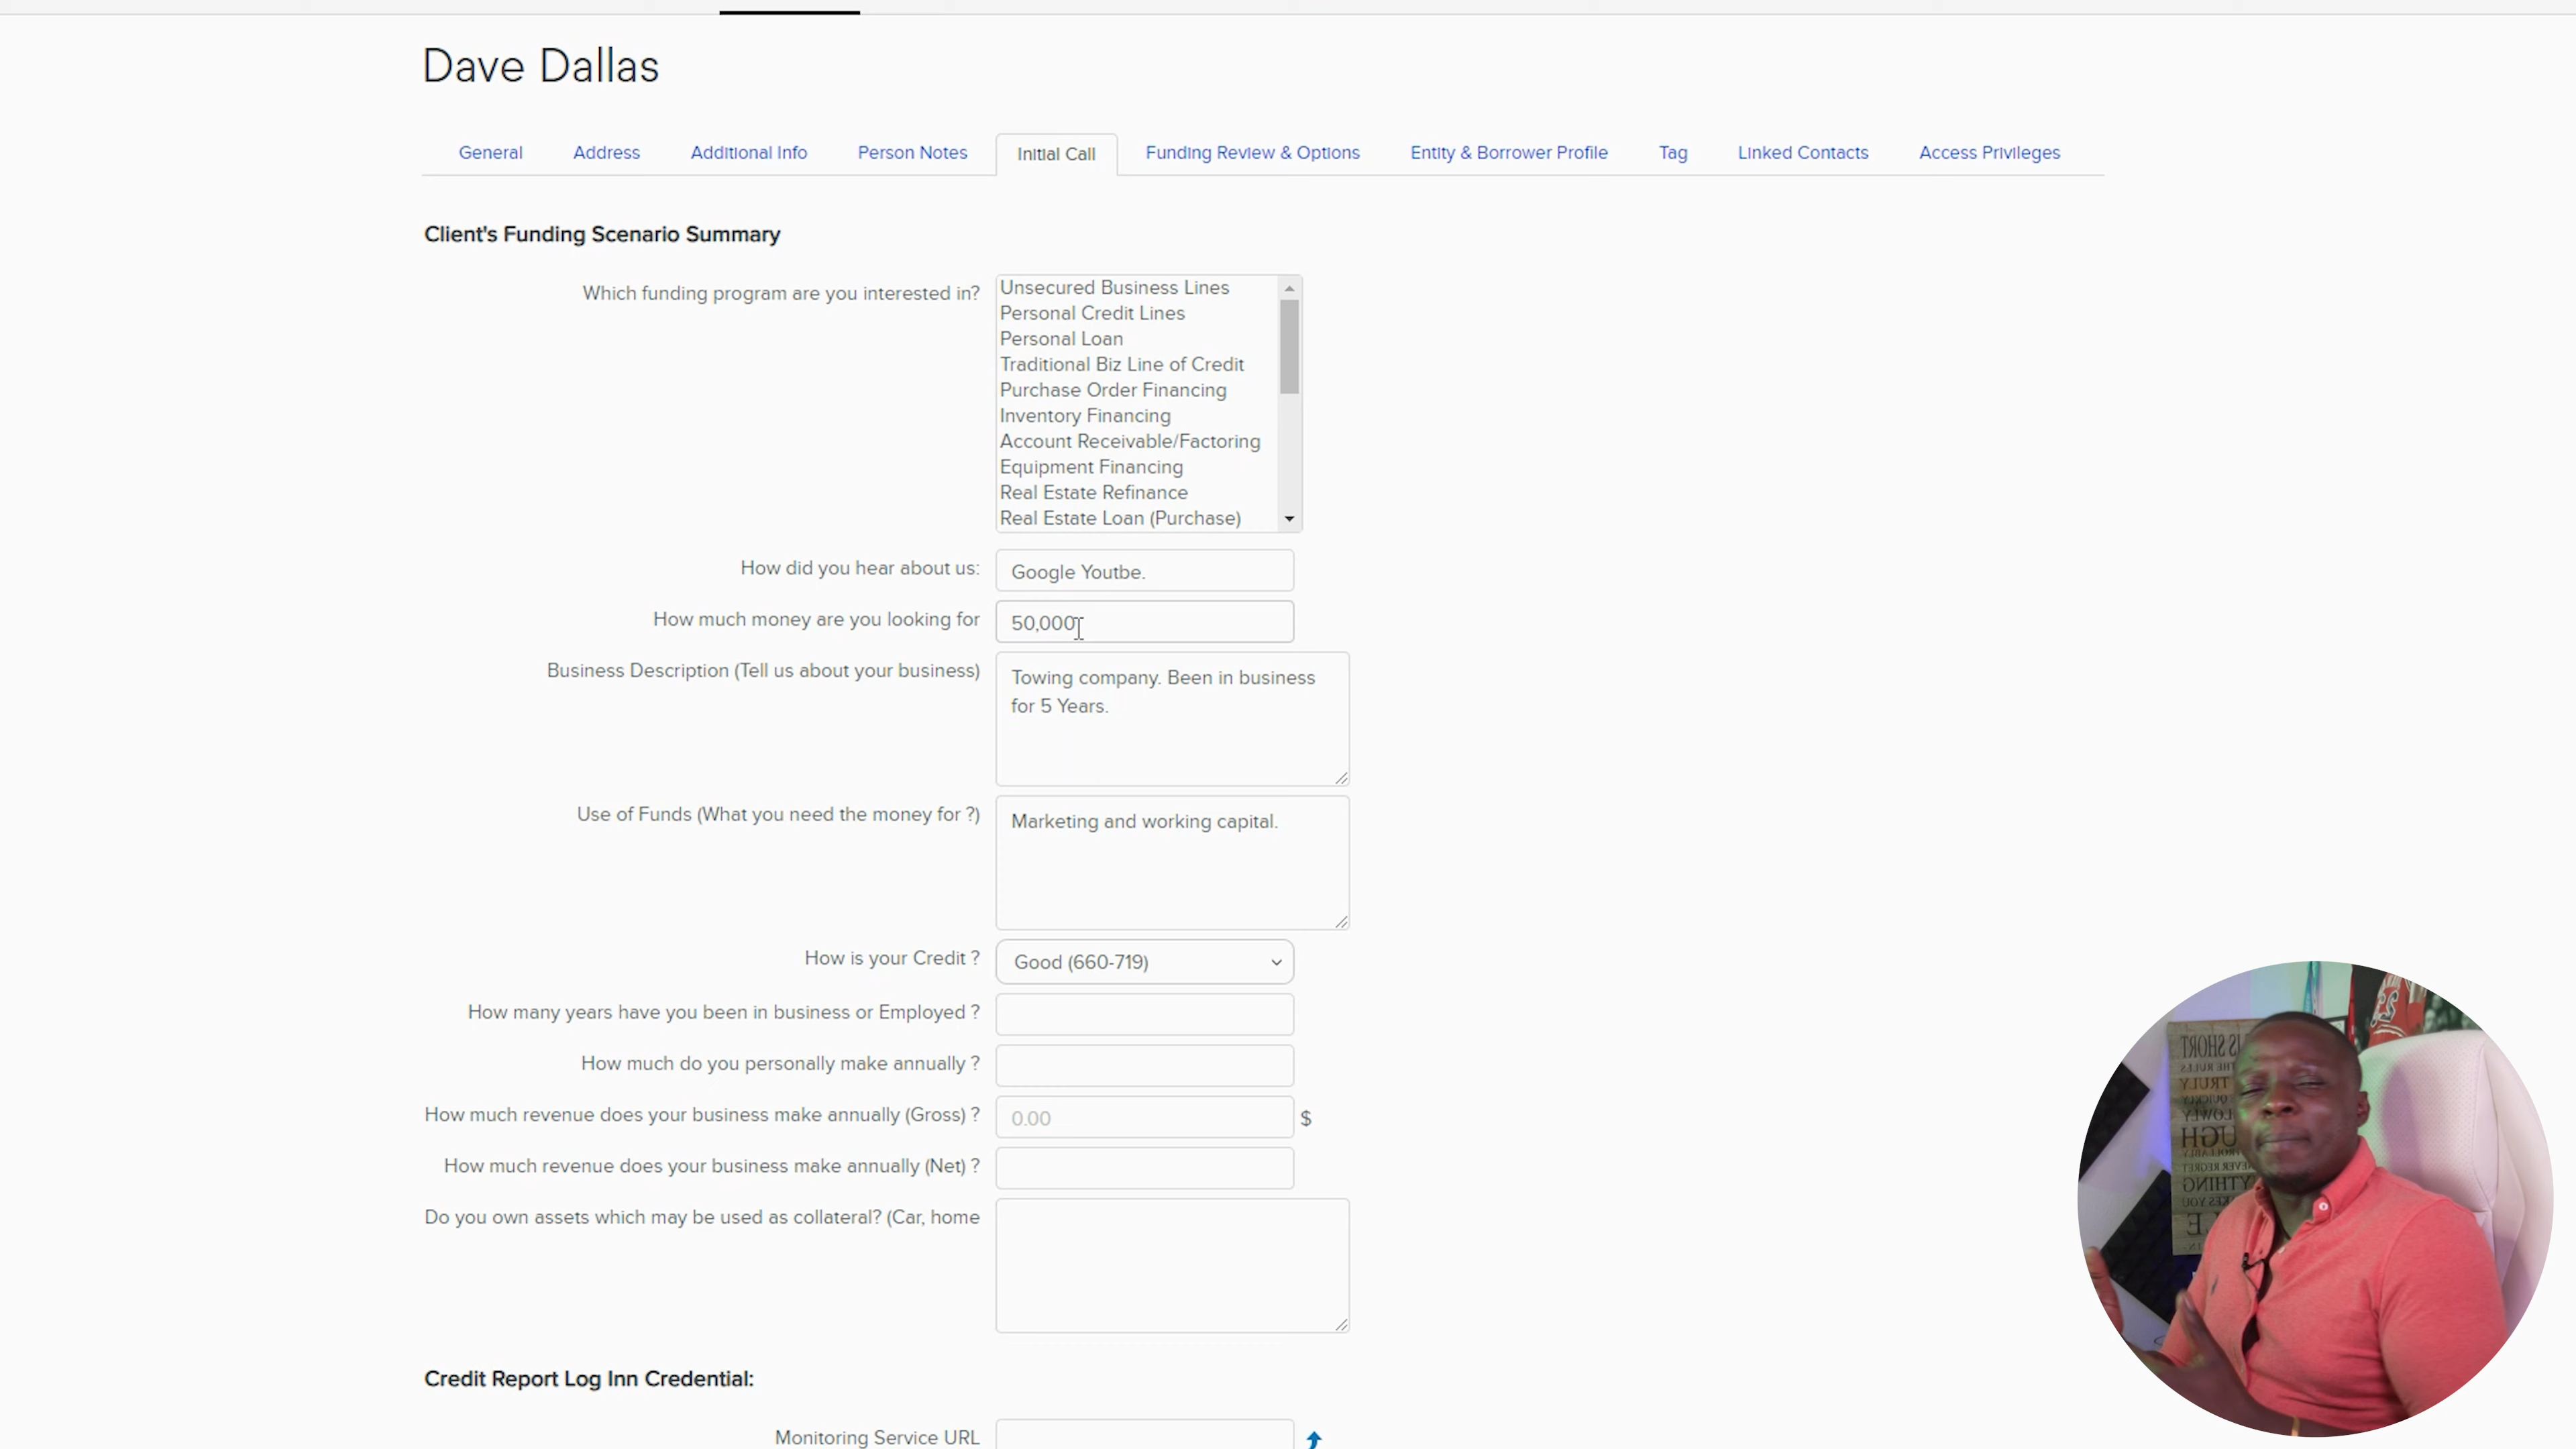 Dave Dallas
General
Address
Additional Info
Person Notes
Initial Call
Funding Review & Options
Entity & Borrower Profile
Tag
Linked Contacts
Access Privileges
Client's Funding Scenario Summary
Which funding program are you interested in?
Unsecured Business Lines
Personal Credit Lines
Personal Loan
Traditional Biz Line of Credit
Purchase Order Financing
Inventory Financing
Account Receivable/Factoring
Equipment Financing
Real Estate Refinance
Real Estate Loan (Purchase)
How did you hear about us:
Google Youtbe.
How much money are you looking for
50,000
Business Description (Tell us about your business)
Towing company. Been in business
for 5 Years.
Use of Funds (What you need the money for ?)
Marketing and working capital.
How is your Credit ?
Good (660-719)
How many years have you been in business or Employed ?
How much do you personally make annually ?
How much revenue does your business make annually (Gross) ?
0.00
$
How much revenue does your business make annually (Net) ?
Do you own assets which may be used as collateral? (Car, home
Credit Report Log Inn Credential:
Monitoring Service URL
IS SHORT
THE RULES
TRULY
QUICKLY
NEVER REGRET